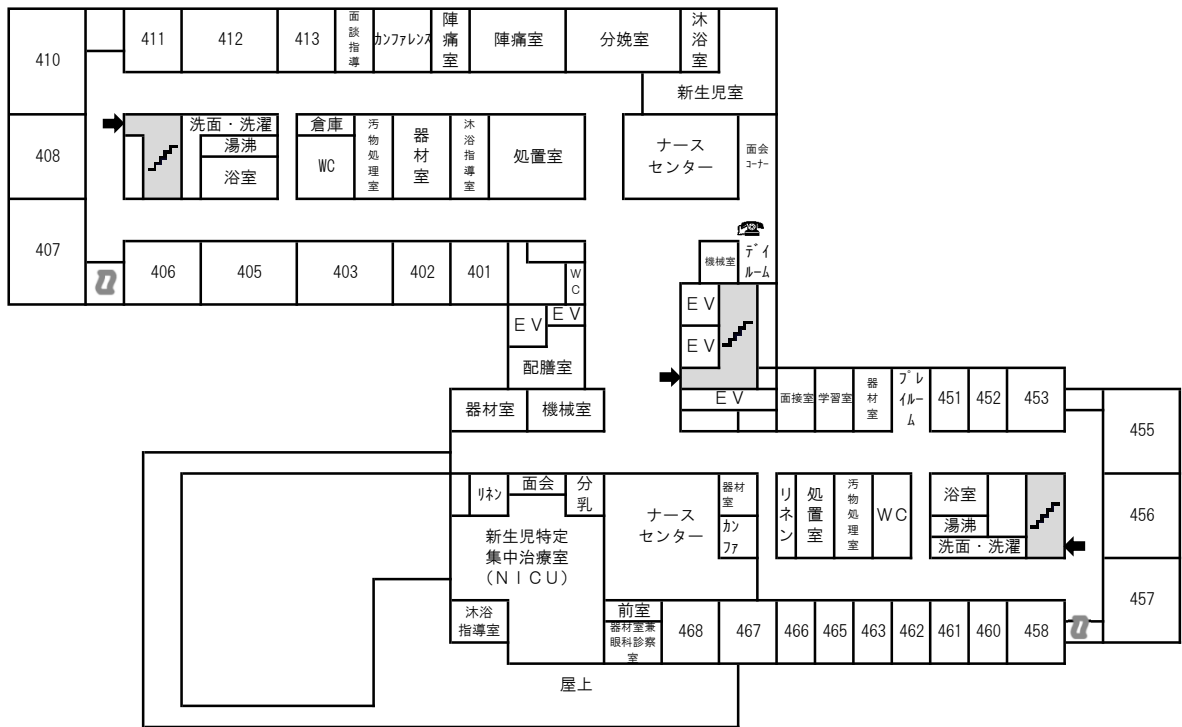 410
411
412
413
面談指導
カンファレンス
陣痛室
陣痛室
分娩室
沐浴室
新生児室
408
洗面・洗濯
湯沸
浴室
倉庫
WC
汚物処理室
器材室
沐浴指導室
処置室
ナース
センター
面会
コーナー
407
406
405
403
402
401
WC
EV
EV
配膳室
機械室
デイ
ルーム
EV
EV
EV
器材室
機械室
面接室
学習室
器材室
プレイルーム
451
452
453
455
リネン
面会
分乳
ナース
センター
器材室
カンファ
リネン
処置室
汚物処理室
WC
浴室
湯沸
洗面・洗濯
456
新生児特定
集中治療室
(NICU)
沐浴
指導室
前室
器材室兼
眼科診察
室
468
467
466
465
463
462
461
460
458
457
屋上